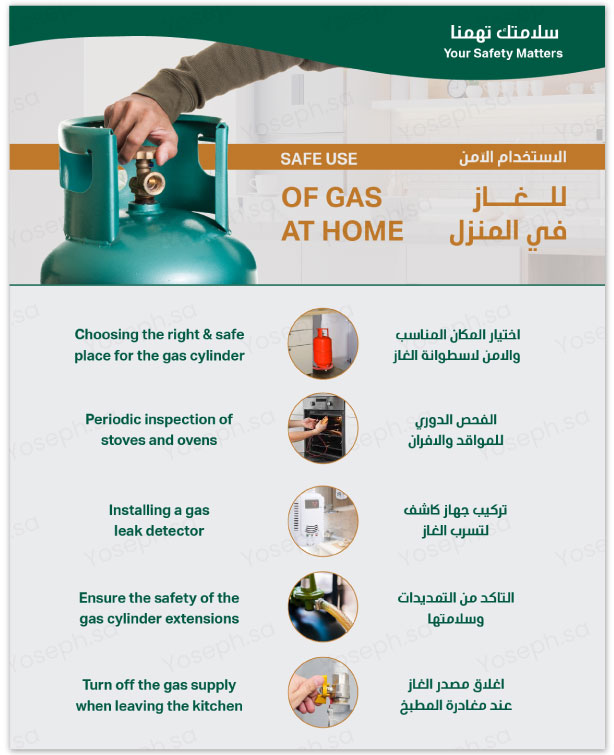 سلامتك تهمنا
Your Safety Matters
SAFE USE
الاستخدام الامن
OF GAS
AT HOME
للـــغـــاز
في المنزل
Choosing the right & safe
place for the gas cylinder
اختيار المكان المناسب
والامن لاسطوانة الغاز
Periodic inspection of
stoves and ovens
الفحص الدوري
للمواقد والافران
Installing a gas
leak detector
تركيب جهاز كاشف
لتسرب الغاز
Ensure the safety of the
gas cylinder extensions
التاكد من التمديدات
وسلامتها
Turn off the gas supply
when leaving the kitchen
اغلاق مصدر الغاز
عند مغادرة المطبخ
Yoseph.sa